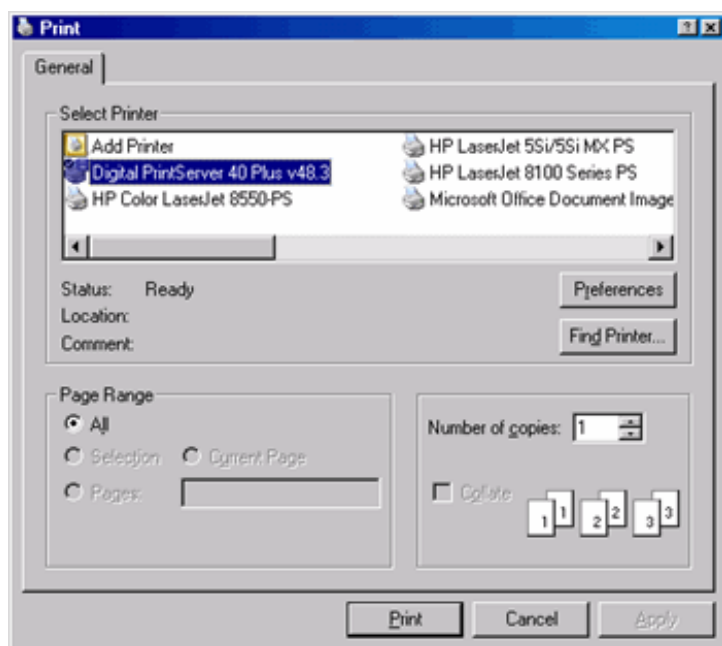 Print
General
Select Printer
Add Printer
Digital PrintServer 40 Plus v48.3
HP Color LaserJet 8550-PS
HP LaserJet 5Si/5Si MX PS
HP LaserJet 8100 Series PS
Microsoft Office Document Image
Status: Ready
Location:
Comment:
Preferences
Find Printer...
Page Range
All
Selection Current Page
Pages:
Number of copies: 1
Collate
1 1 2 2 3 3
Print Cancel Apply